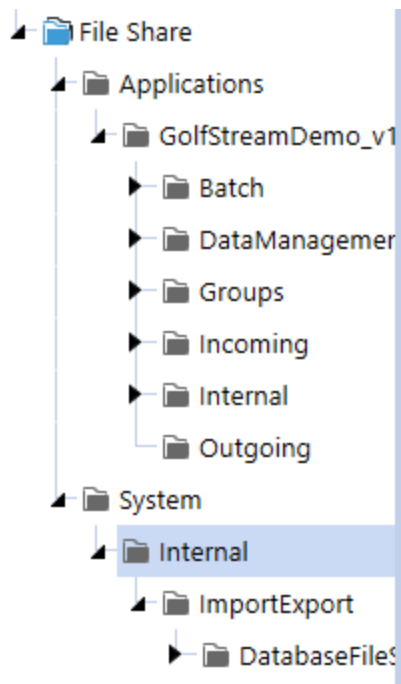 File Share
Applications
GolfStreamDemo_v1
Batch
DataManagemer
Groups
Incoming
Internal
Outgoing
System
Internal
ImportExport
DatabaseFileS